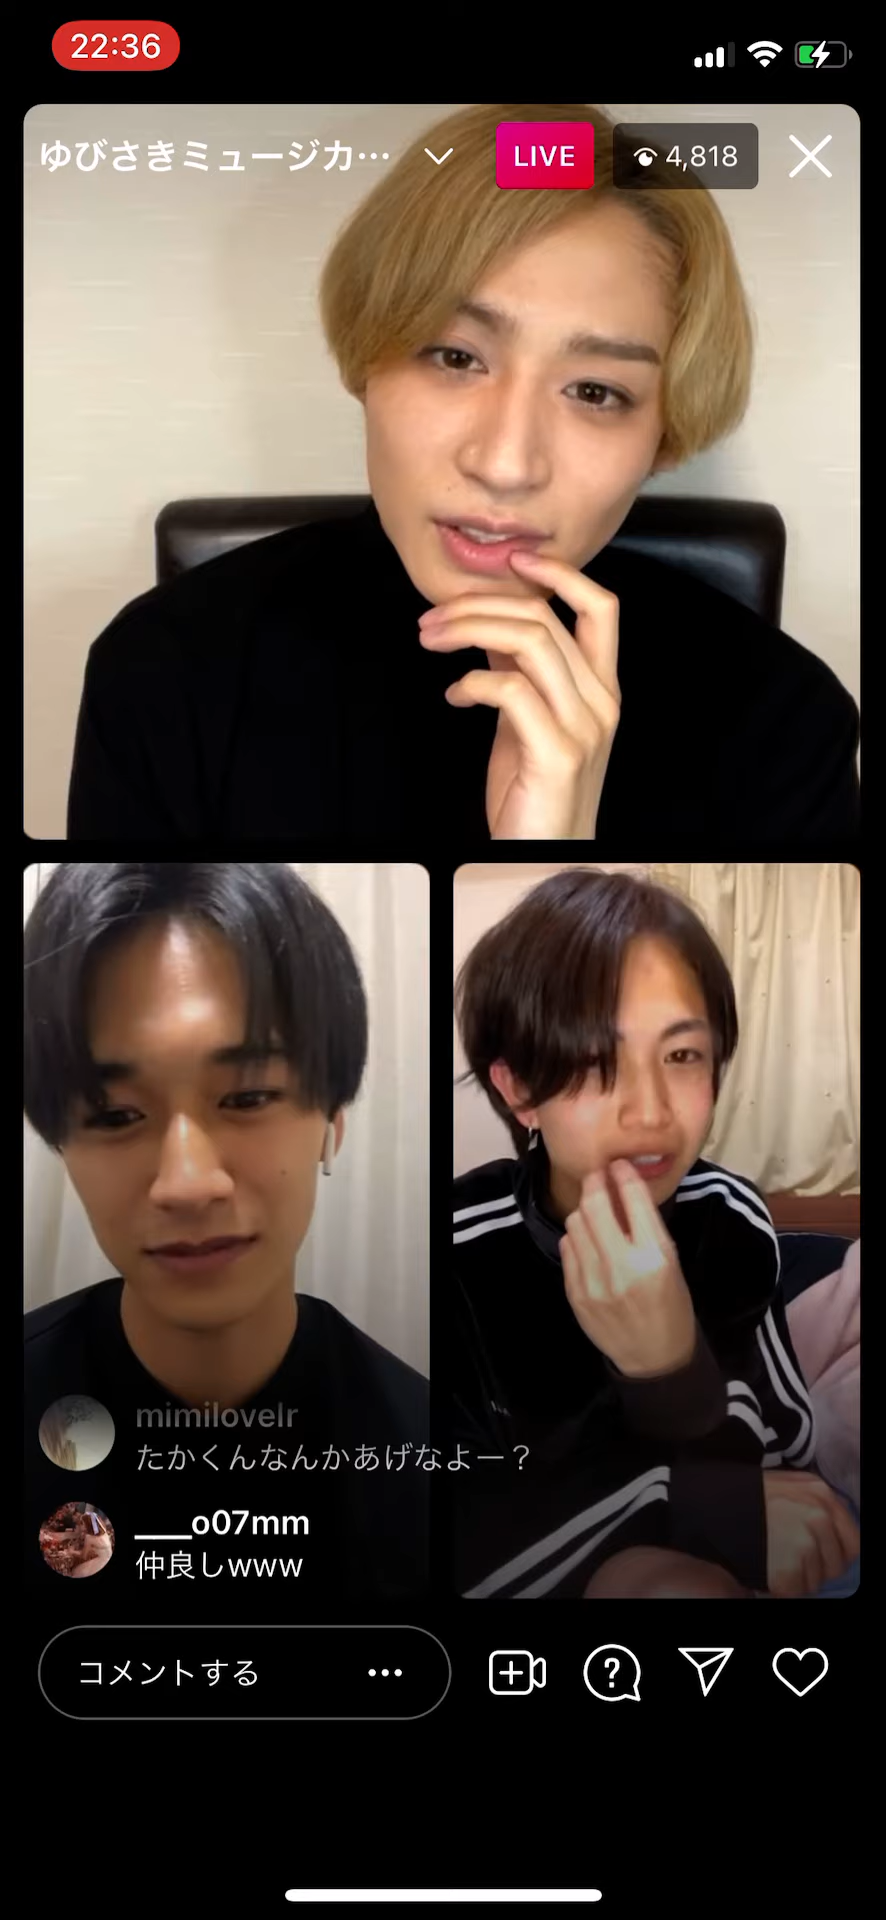 22:36
ゆびさきミュージカ…
LIVE
4,818
mimilovelr
たかくんなんかあげなよー？
___o07mm
仲良しwww
コメントする